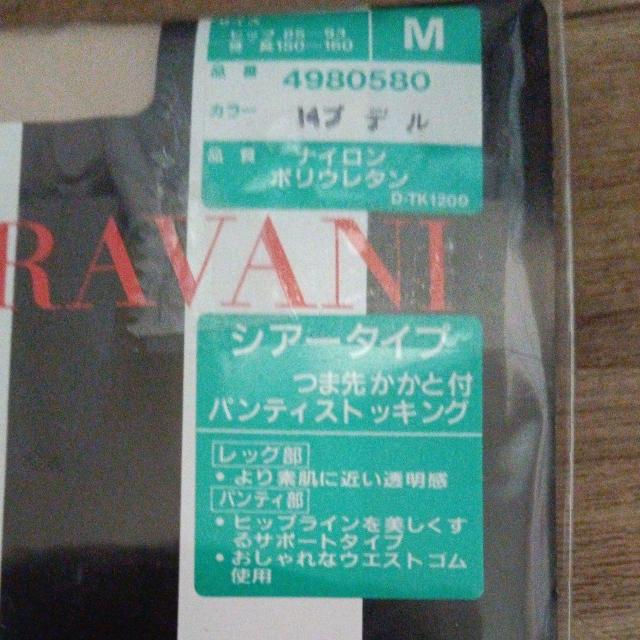 サイズ
ヒップ 85-93
身長150-160
M
品番 4980580
カラー 14ブ デ ル
品質 ナイロン
ポリウレタン
D-TK120D
RAVANI
シアータイプ
つま先かかと付
パンティストッキング
レッグ部
・より素肌に近い透明感
パンティ部
・ヒップラインを美しくす
るサポートタイプ
・おしゃれなウエストゴム
使用